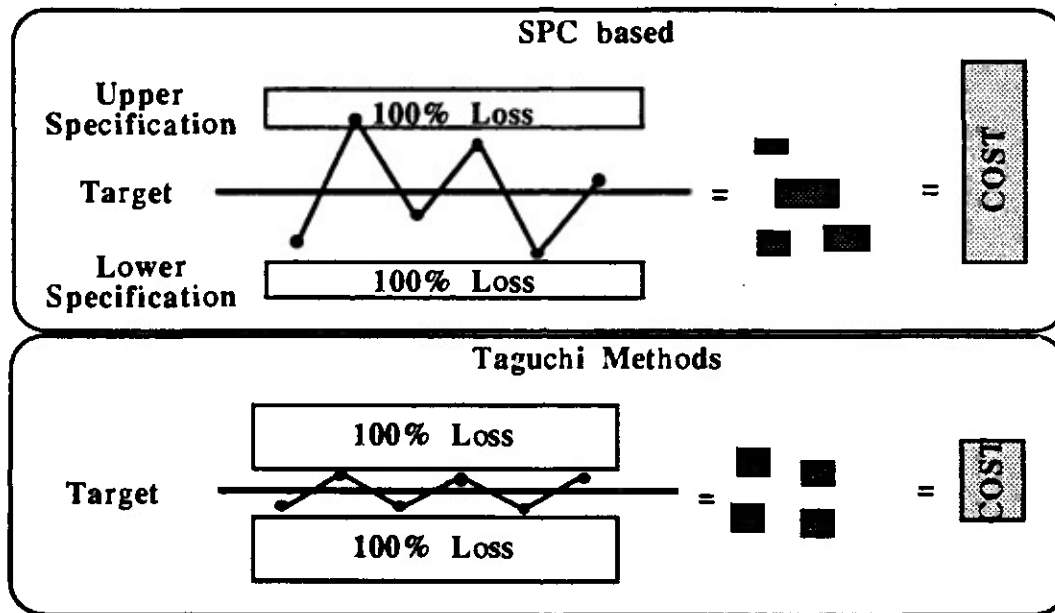 SPC based
Upper
Specification
100% Loss
Target
=
=
COST
Lower
Specification
100% Loss
Taguchi Methods
100% Loss
Target
=
=
COST
100% Loss